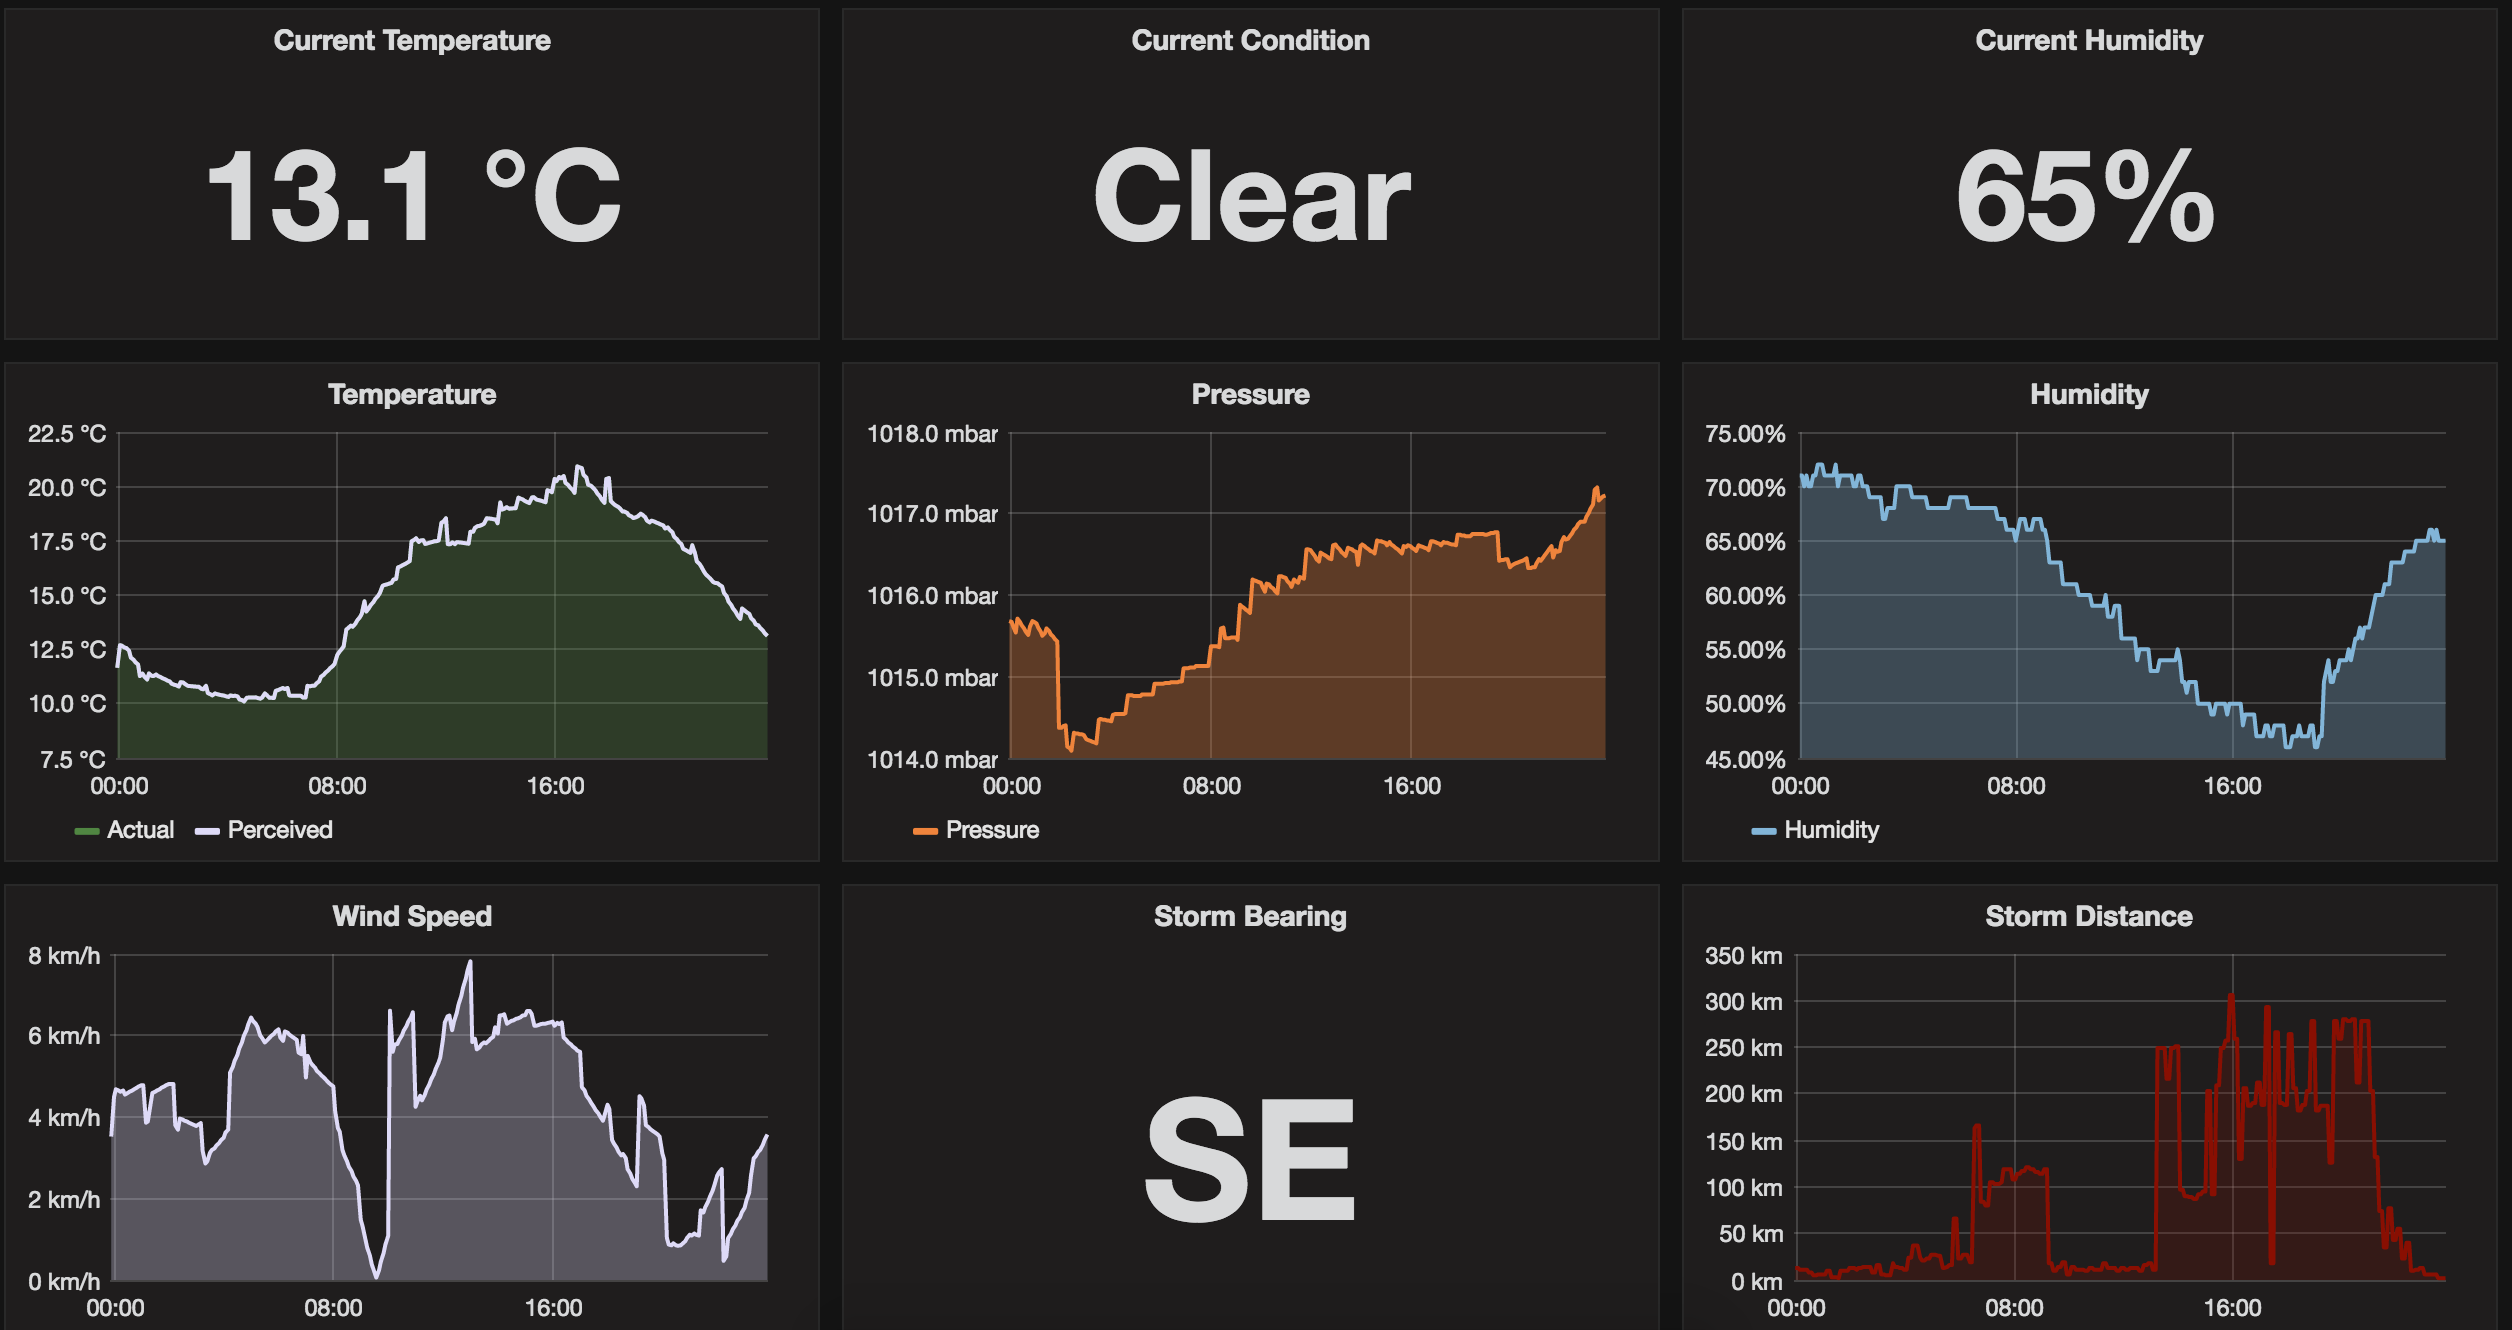 Current Temperature
13.1 °C
Current Condition
Clear
Current Humidity
65%
Temperature
22.5 °C
20.0 °C
17.5 °C
15.0 °C
12.5 °C
10.0 °C
7.5 °C
00:00 08:00 16:00
Actual Perceived
Pressure
1018.0 mbar
1017.0 mbar
1016.0 mbar
1015.0 mbar
1014.0 mbar
00:00 08:00 16:00
Pressure
Humidity
75.00%
70.00%
65.00%
60.00%
55.00%
50.00%
45.00%
00:00 08:00 16:00
Humidity
Wind Speed
8 km/h
6 km/h
4 km/h
2 km/h
0 km/h
00:00 08:00 16:00
Storm Bearing
SE
Storm Distance
350 km
300 km
250 km
200 km
150 km
100 km
50 km
0 km
00:00 08:00 16:00